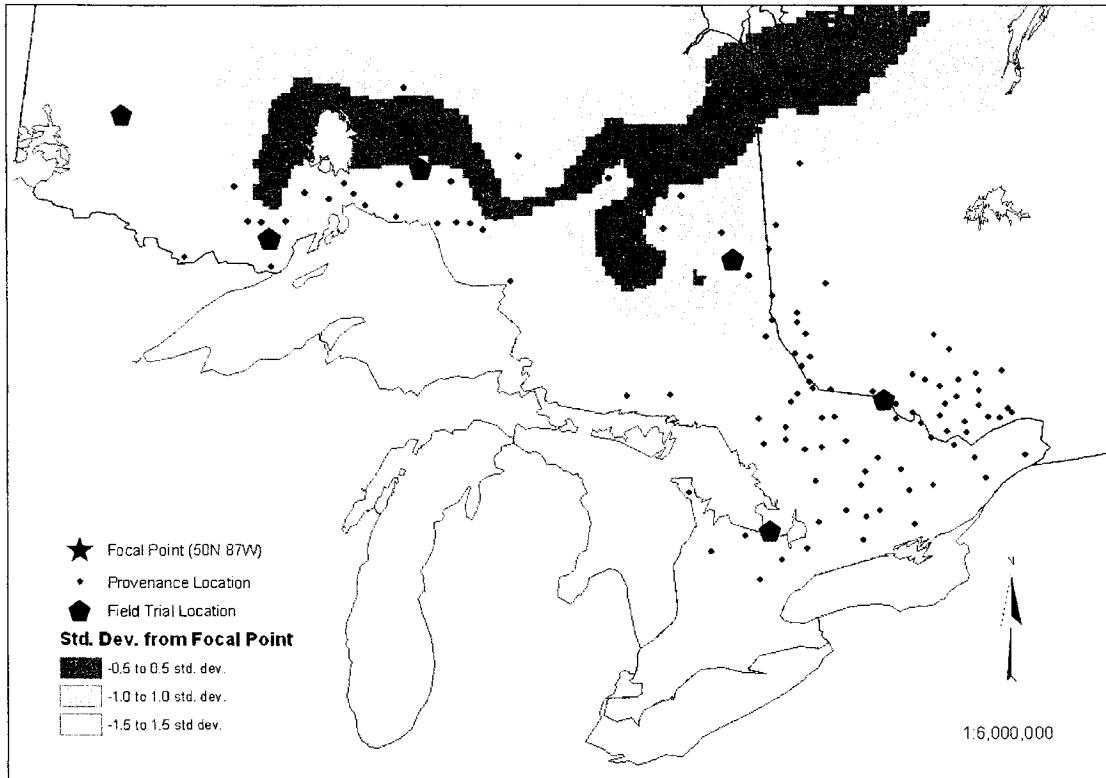 Focal Point (50N 87W)
Provenance Location
Field Trial Location
Std. Dev. from Focal Point
-0.5 to 0.5 std. dev.
-1.0 to 1.0 std. dev.
-1.5 to 1.5 std dev.
N
1:6,000,000